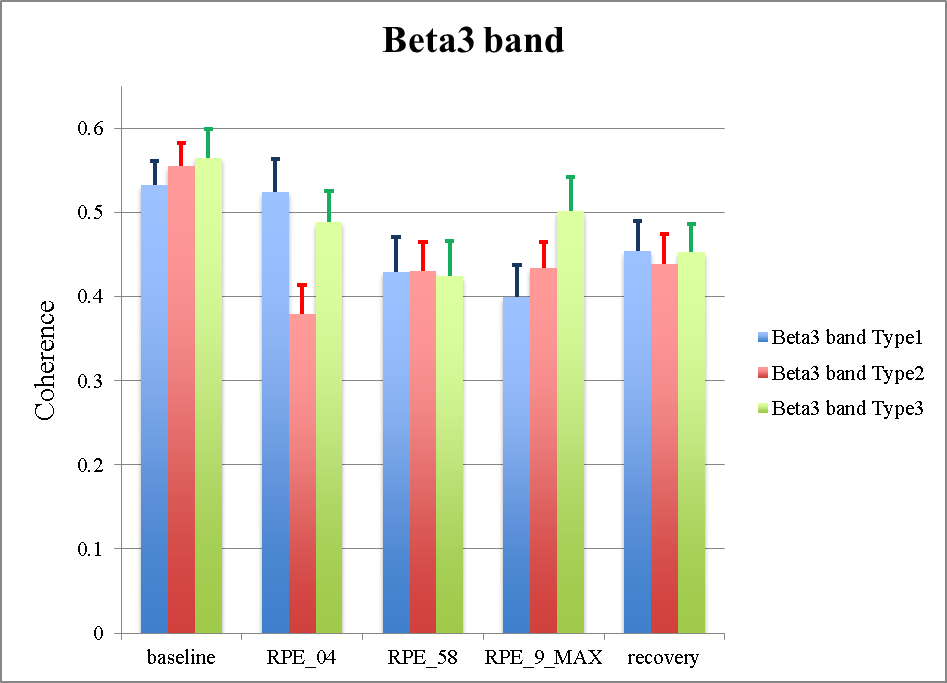 Beta3 band
0.6
0.5
0.4
0.3
0.2
0.1
0
Coherence
baseline
RPE_04
RPE_58
RPE_9_MAX
recovery
Beta3 band Type1
Beta3 band Type2
Beta3 band Type3